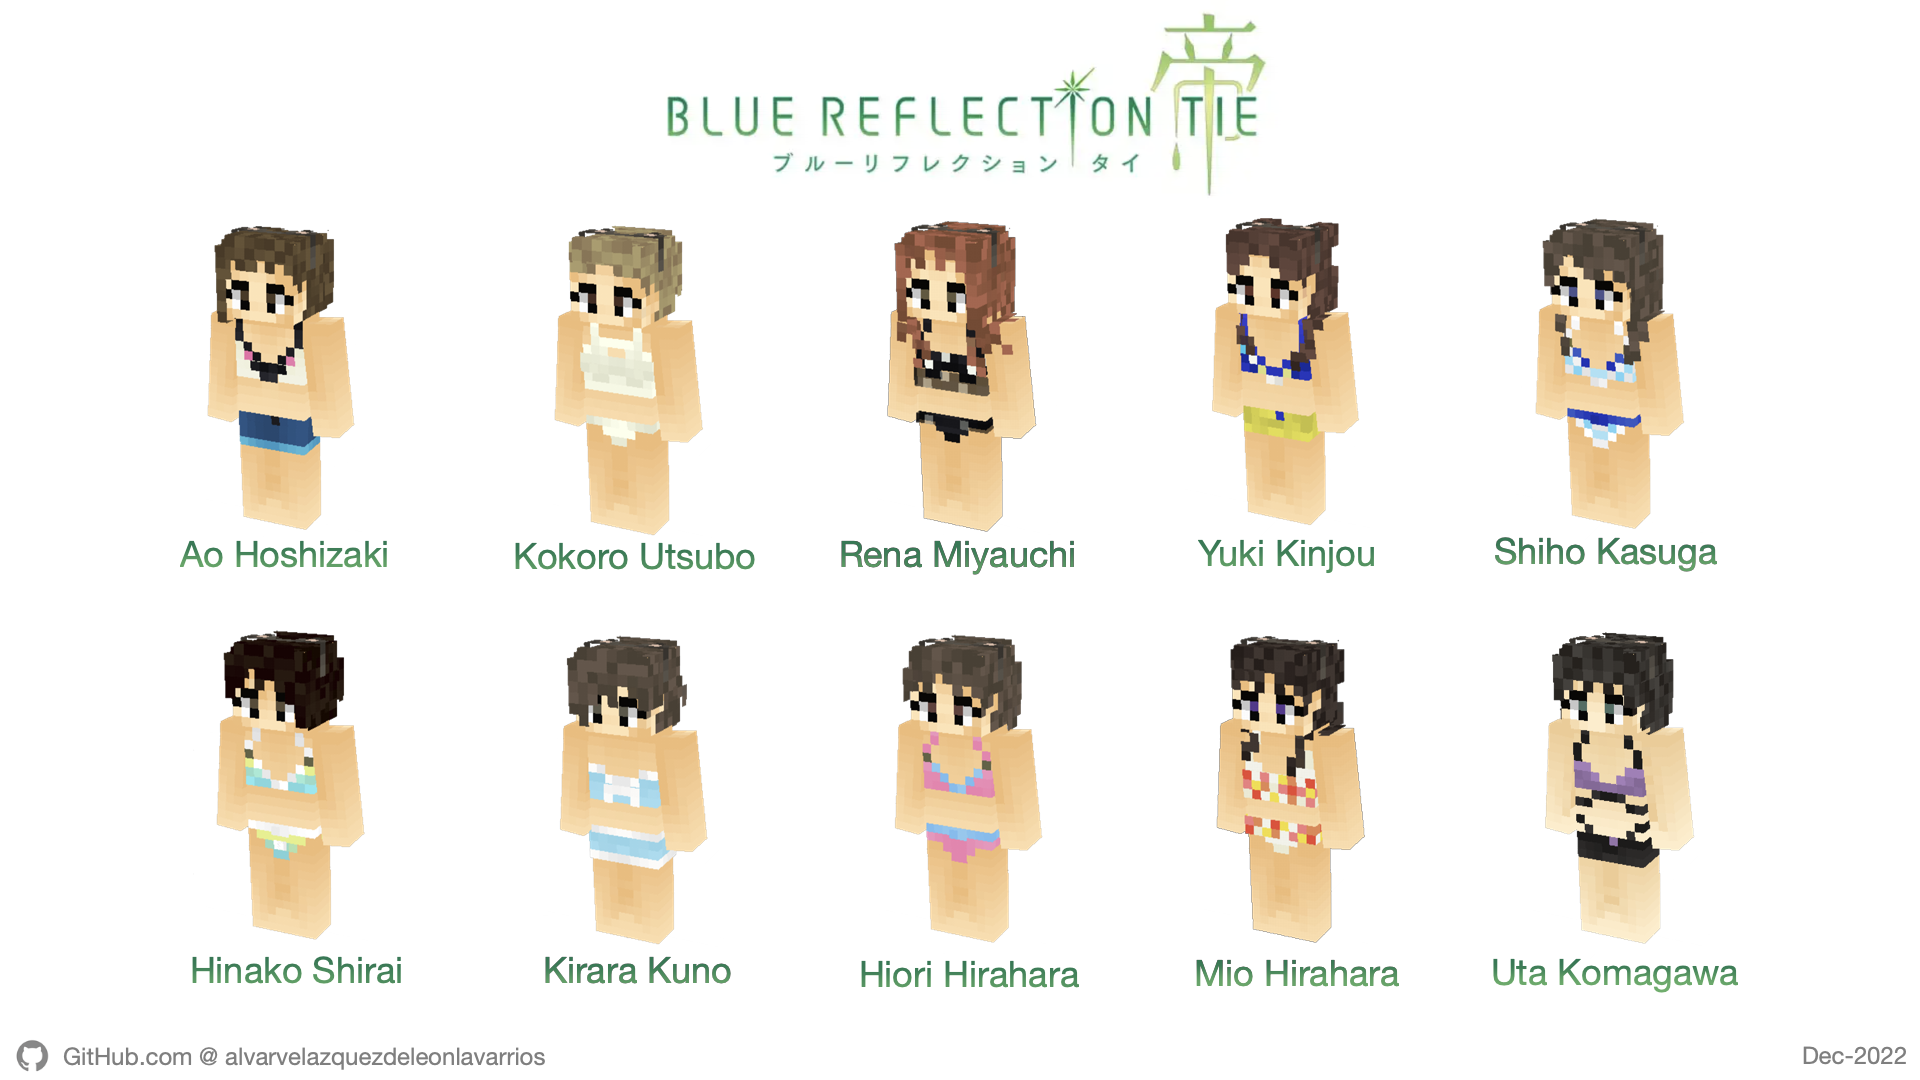 帝
BLUE REFLECTION TIE
ブルーリフレクション タイ
Ao Hoshizaki
Kokoro Utsubo
Rena Miyauchi
Yuki Kinjou
Shiho Kasuga
Hinako Shirai
Kirara Kuno
Hiori Hirahara
Mio Hirahara
Uta Komagawa
GitHub.com @ alvarvelazquezdeleonlavarrios
Dec-2022